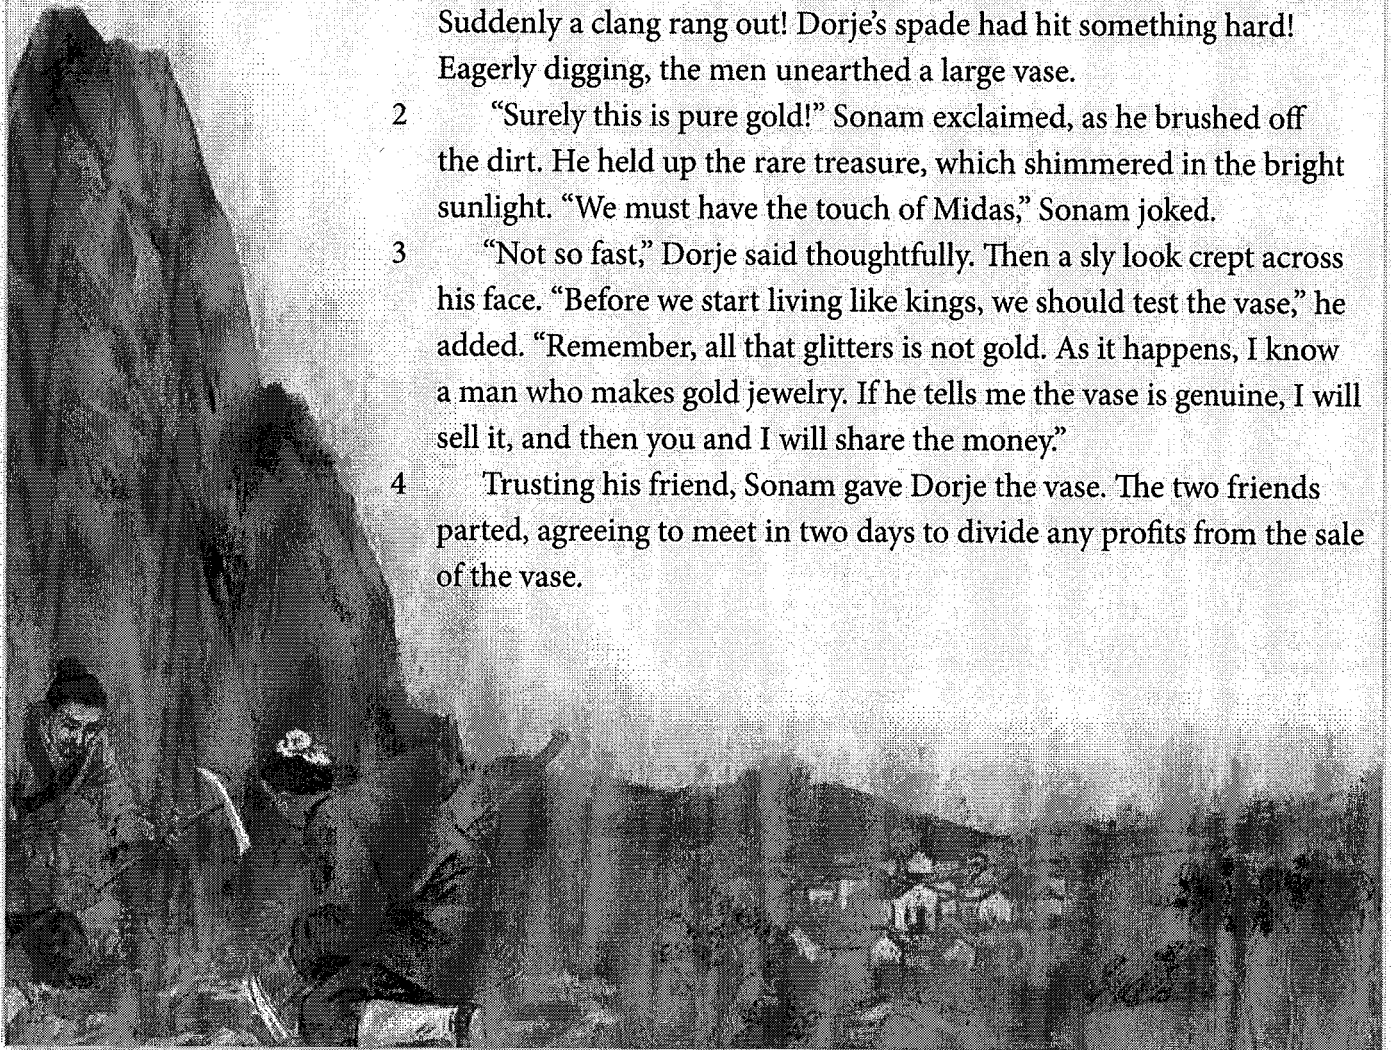 Suddenly a clang rang out! Dorje’s spade had hit something hard!
Eagerly digging, the men unearthed a large vase.
2 “Surely this is pure gold!” Sonam exclaimed, as he brushed off
the dirt. He held up the rare treasure, which shimmered in the bright
sunlight. “We must have the touch of Midas,” Sonam joked.
3 “Not so fast,” Dorje said thoughtfully. Then a sly look crept across
his face. “Before we start living like kings, we should test the vase,” he
added. “Remember, all that glitters is not gold. As it happens, I know
a man who makes gold jewelry. If he tells me the vase is genuine, I will
sell it, and then you and I will share the money.”
4 Trusting his friend, Sonam gave Dorje the vase. The two friends
parted, agreeing to meet in two days to divide any profits from the sale
of the vase.